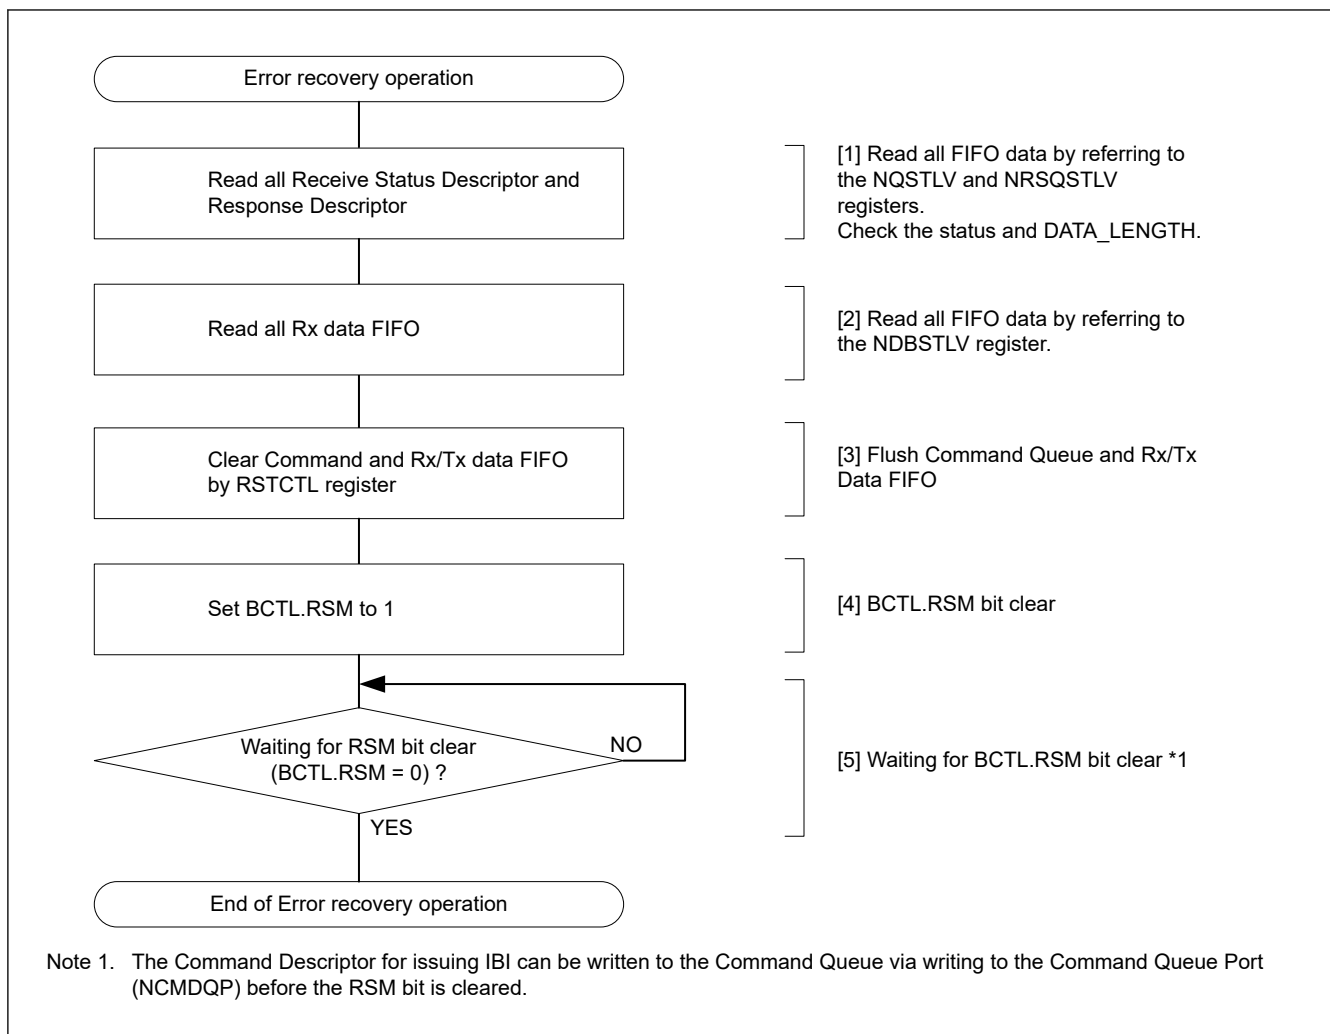 Error recovery operation
Read all Receive Status Descriptor and
Response Descriptor
[1] Read all FIFO data by referring to
the NQSTLV and NRSQSTLV
registers.
Check the status and DATA_LENGTH.
Read all Rx data FIFO
[2] Read all FIFO data by referring to
the NDBSTLV register.
Clear Command and Rx/Tx data FIFO
by RSTCTL register
[3] Flush Command Queue and Rx/Tx
Data FIFO
Set BCTL.RSM to 1
[4] BCTL.RSM bit clear
Waiting for RSM bit clear
(BCTL.RSM = 0) ?
NO
[5] Waiting for BCTL.RSM bit clear *1
YES
End of Error recovery operation
Note 1. The Command Descriptor for issuing IBI can be written to the Command Queue via writing to the Command Queue Port
(NCMDQP) before the RSM bit is cleared.